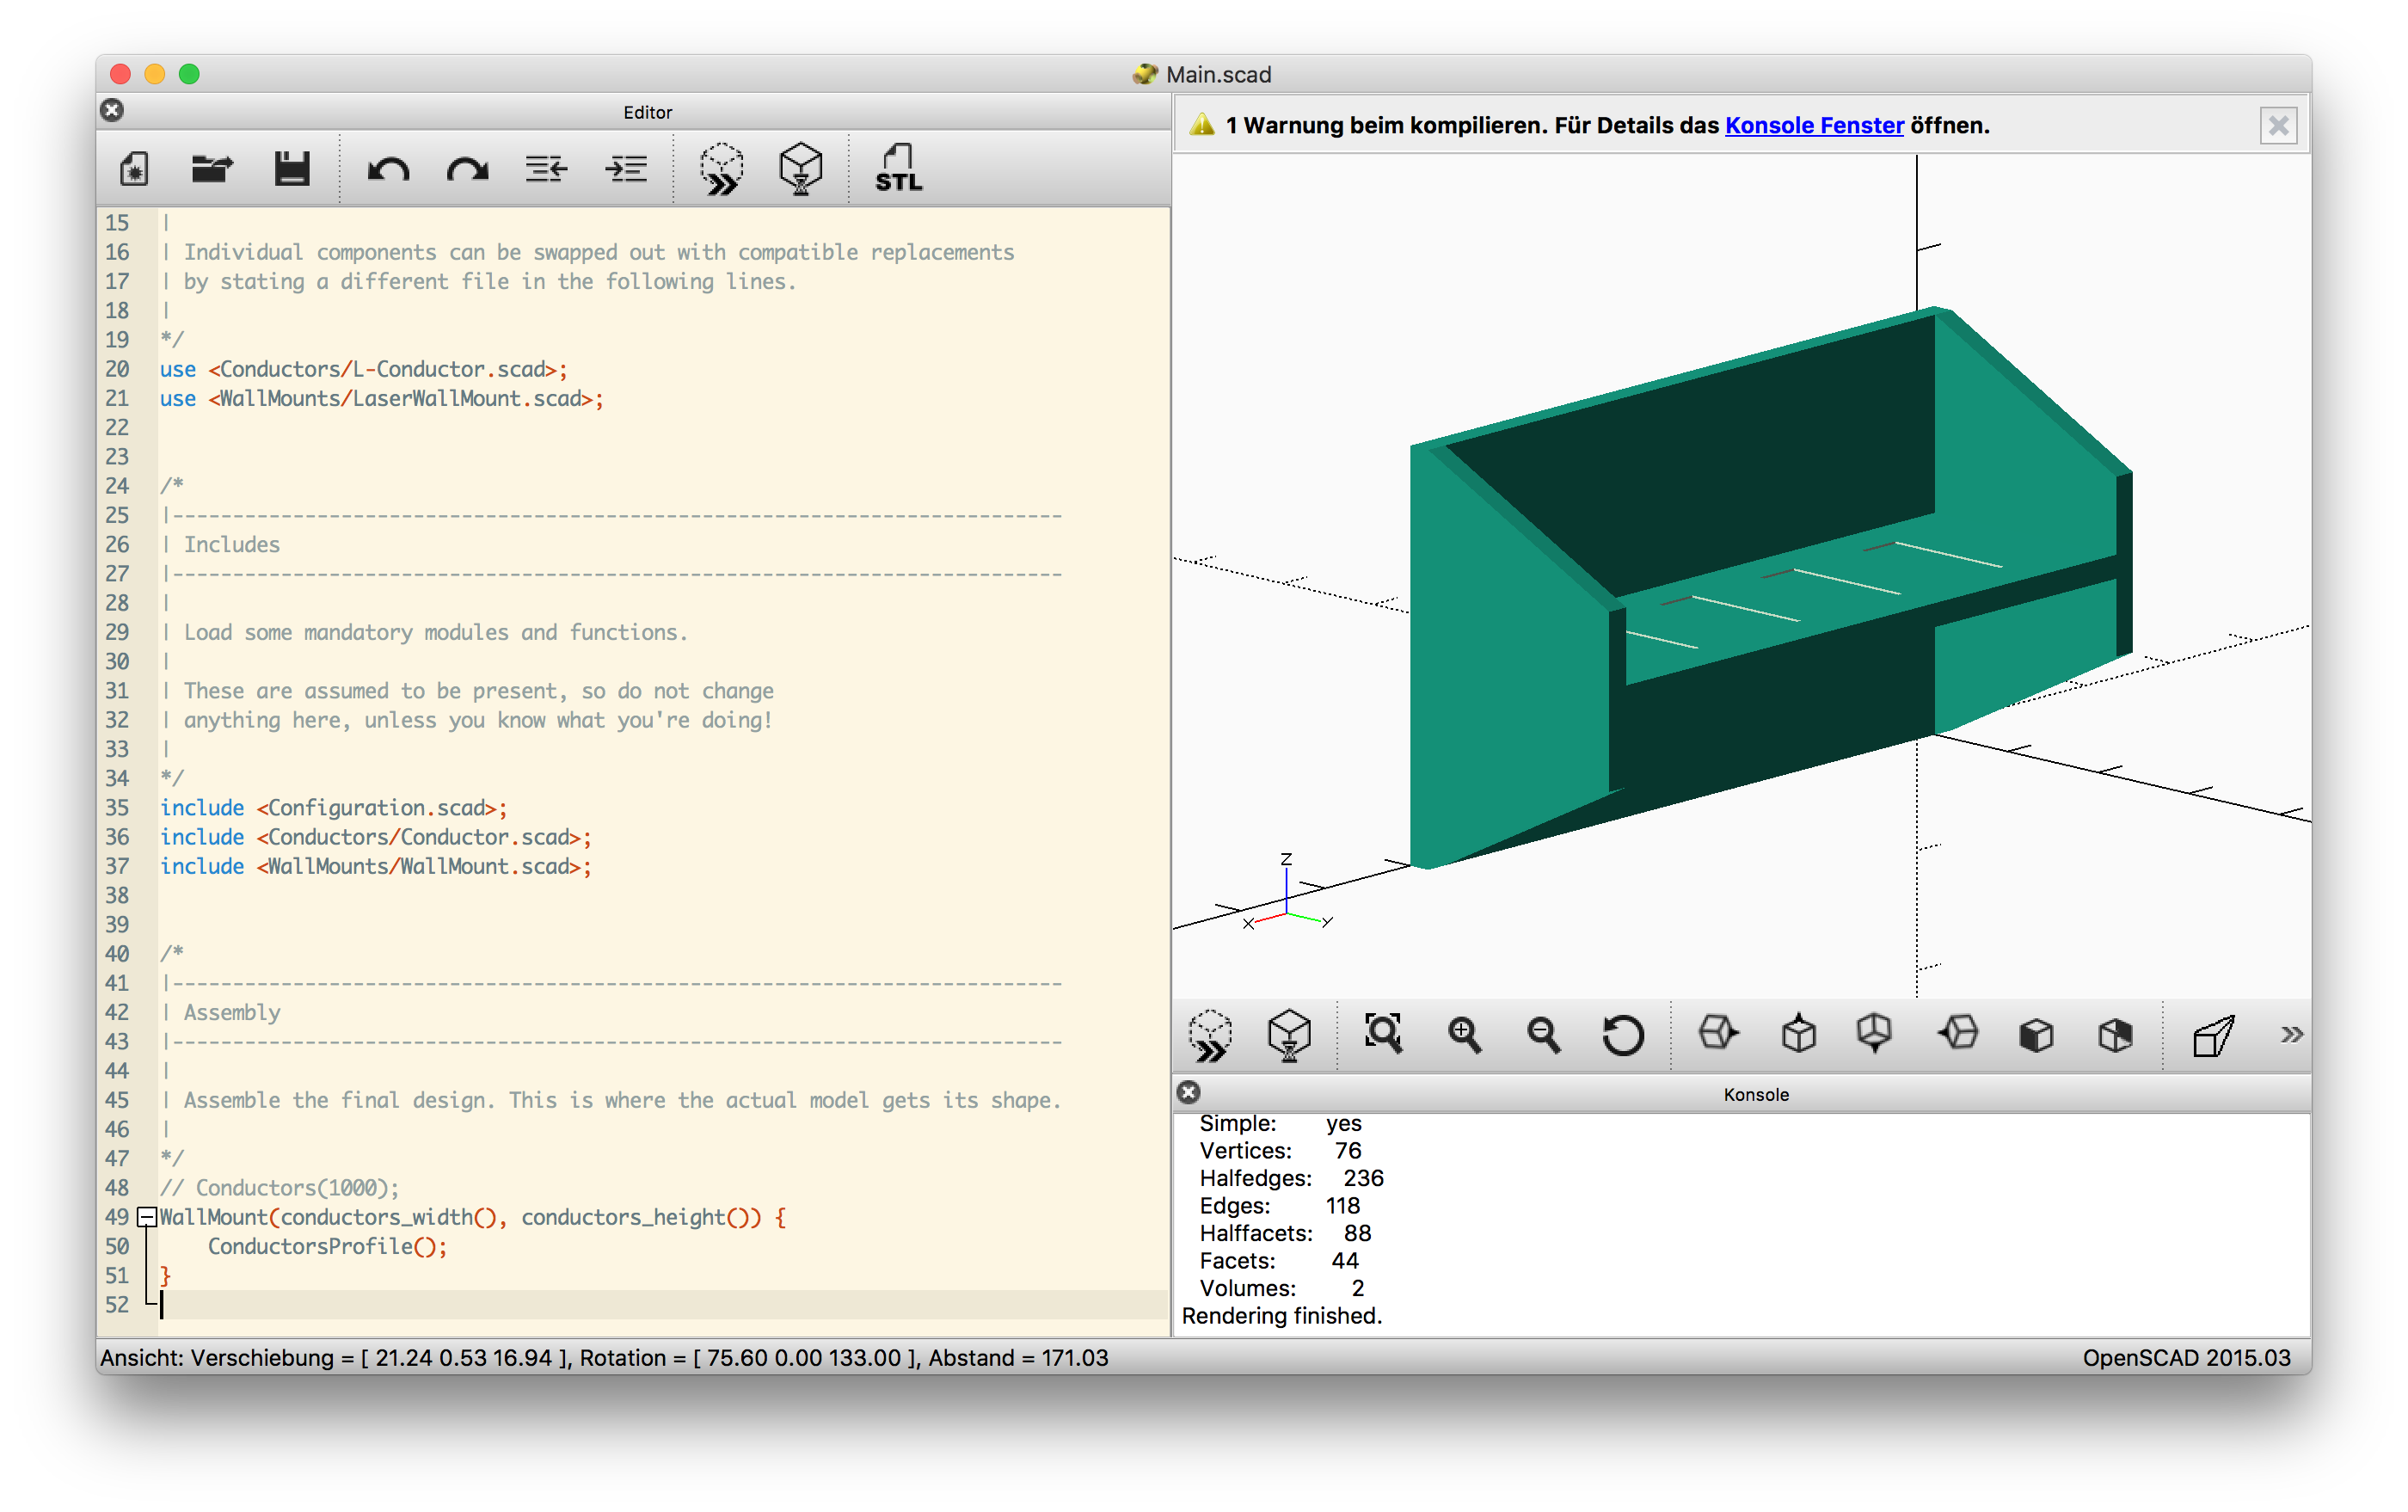 Main.scad
Editor
STL
15 |
16 | Individual components can be swapped out with compatible replacements
17 | by stating a different file in the following lines.
18 |
19 */
20 use <Conductors/L-Conductor.scad>;
21 use <WallMounts/LaserWallMount.scad>;
22
23
24 /*
25 |--------------------------------------------------------------------------
26 | Includes
27 |--------------------------------------------------------------------------
28 |
29 | Load some mandatory modules and functions.
30 |
31 | These are assumed to be present, so do not change
32 | anything here, unless you know what you're doing!
33 |
34 */
35 include <Configuration.scad>;
36 include <Conductors/Conductor.scad>;
37 include <WallMounts/WallMount.scad>;
38
39
40 /*
41 |--------------------------------------------------------------------------
42 | Assembly
43 |--------------------------------------------------------------------------
44 |
45 | Assemble the final design. This is where the actual model gets its shape.
46 |
47 */
48 // Conductors(1000);
49 WallMount(conductors_width(), conductors_height()) {
50     ConductorsProfile();
51 }
52
1 Warnung beim kompilieren. Für Details das Konsole Fenster öffnen.
Z
X
Y
Konsole
Simple: yes
Vertices: 76
Halfedges: 236
Edges: 118
Halffacets: 88
Facets: 44
Volumes: 2
Rendering finished.
Ansicht: Verschiebung = [ 21.24 0.53 16.94 ], Rotation = [ 75.60 0.00 133.00 ], Abstand = 171.03
OpenSCAD 2015.03